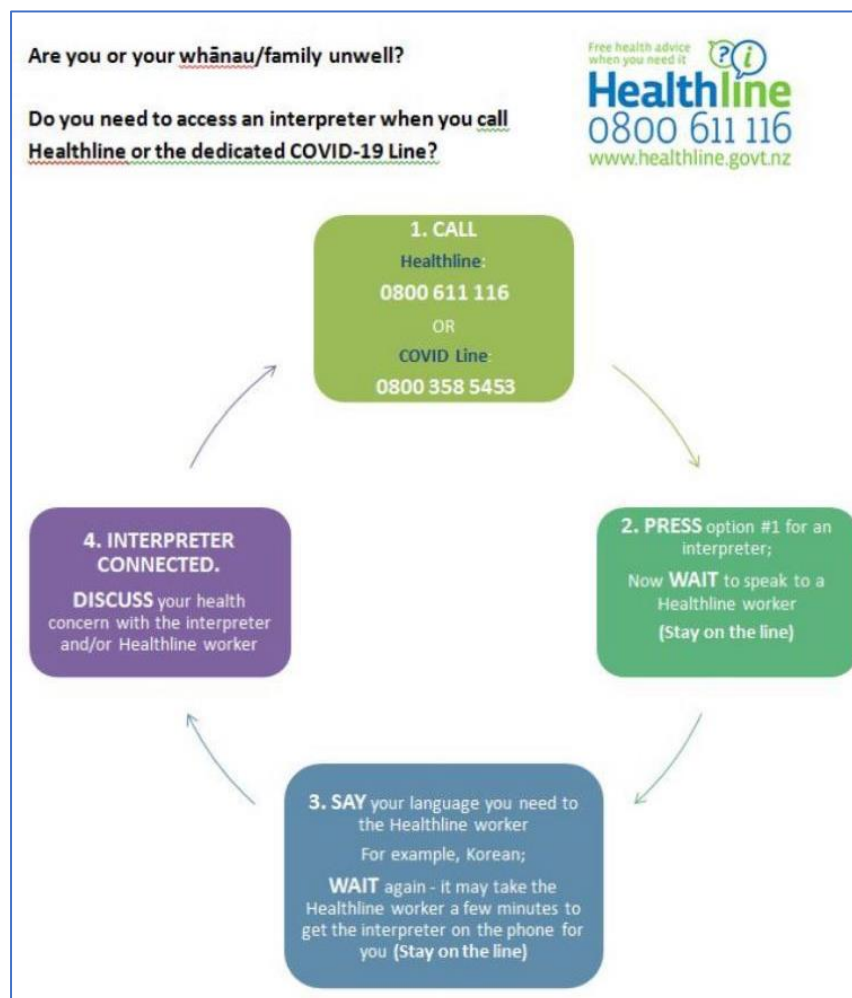 Are you or your whānau/family unwell?
Do you need to access an interpreter when you call
Healthline or the dedicated COVID-19 Line?
Free health advice
when you need it
?
i
Healthline
0800 611 116
www.healthline.govt.nz
1. CALL
Healthline:
0800 611 116
OR
COVID Line:
0800 358 5453
2. PRESS option #1 for an
interpreter;
Now WAIT to speak to a
Healthline worker
(Stay on the line)
3. SAY your language you need to
the Healthline worker
For example, Korean;
WAIT again - it may take the
Healthline worker a few minutes to
get the interpreter on the phone for
you (Stay on the line)
4. INTERPRETER
CONNECTED.
DISCUSS your health
concern with the interpreter
and/or Healthline worker